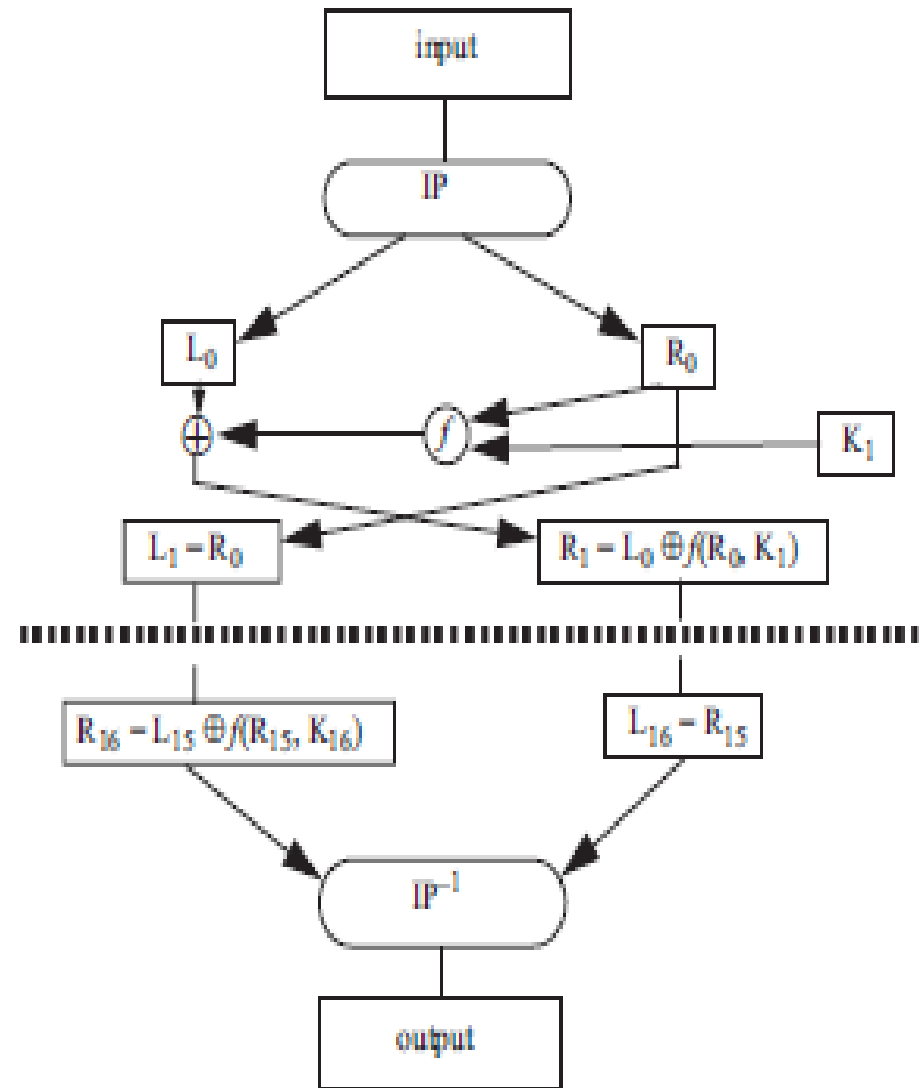 input
IP
L₀
R₀
⊕
f
K₁
L₁ = R₀
R₁ = L₀ ⊕ f(R₀, K₁)
R₁₆ = L₁₅ ⊕ f(R₁₅, K₁₆)
L₁₆ = R₁₅
IP⁻¹
output